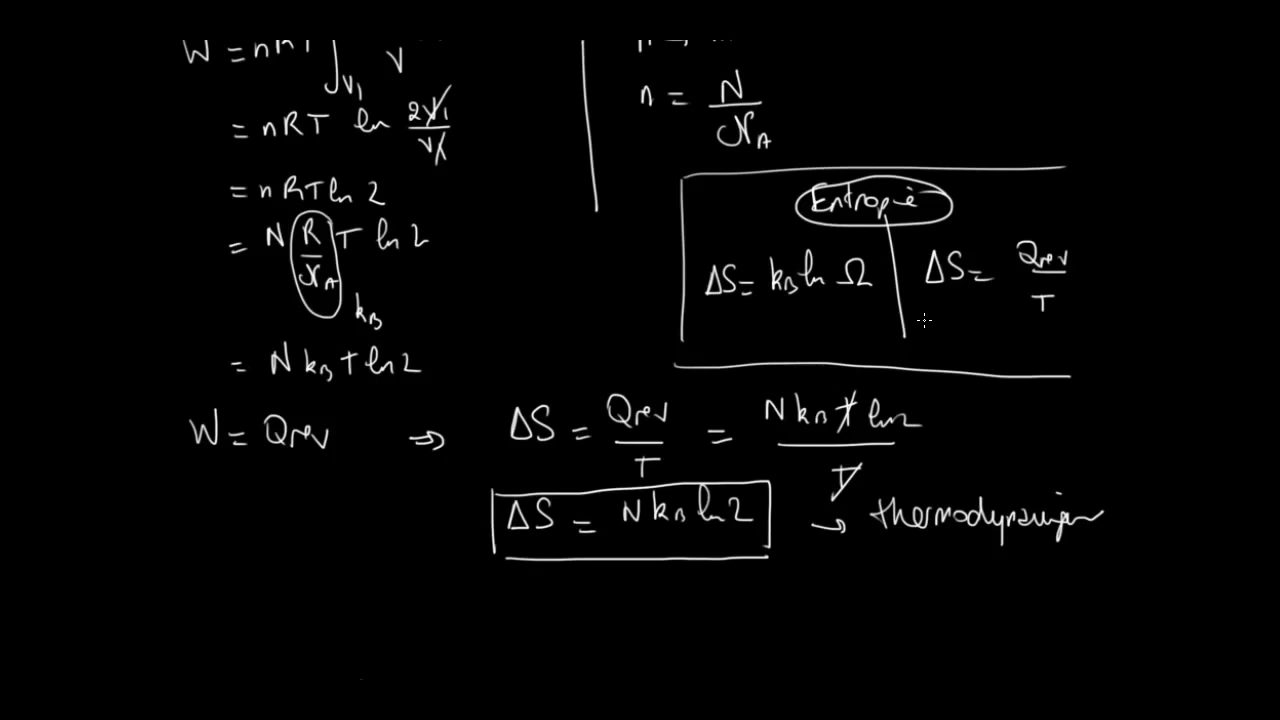 W = nRT ∫V₁ V
= nRT ln 2V₁/V₁
= nRT ln 2
= N R/𝒩A T ln 2
kB
= N kB T ln 2
W = Qrev ⇒ ΔS = Qrev/T = N kB T ln 2/T
ΔS = N kB ln 2 → thermodynamique
n = N/𝒩A
Entropie
ΔS = kB ln Ω | ΔS = Qrev/T